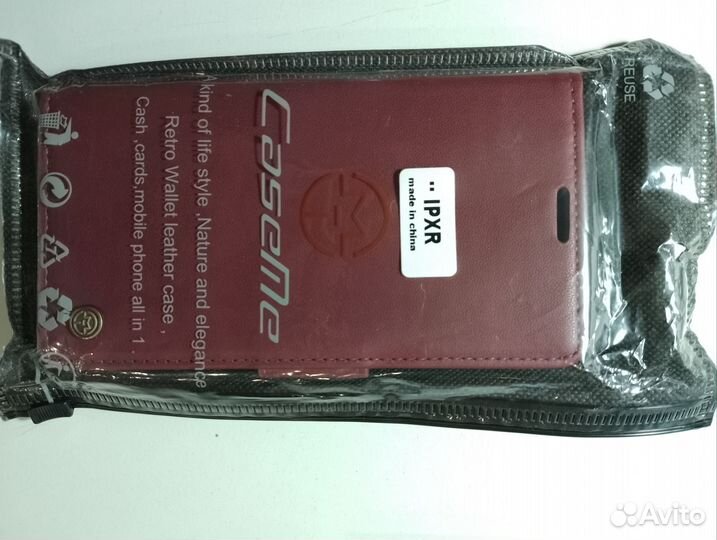 REUSE
CaseMe
A kind of life style ,Nature and elegance
Retro Wallet leather case ,
Cash ,cards,mobile phone all in 1
IPXR
made in china
Avito